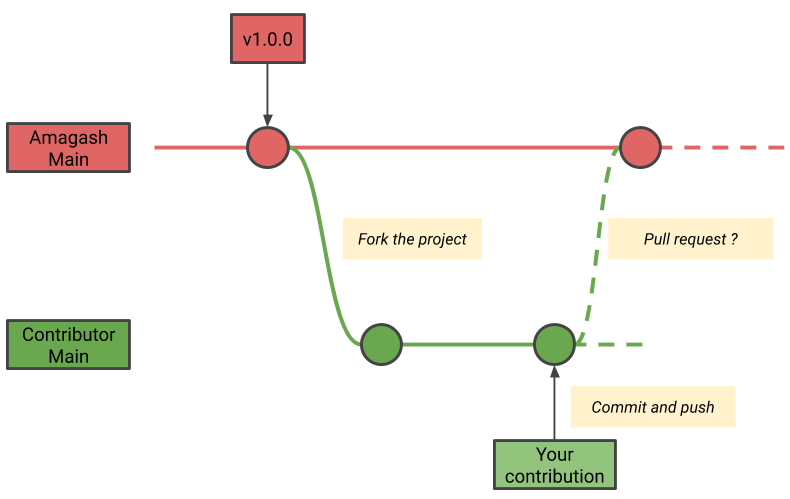 v1.0.0
Amagash
Main
Fork the project
Pull request ?
Contributor
Main
Commit and push
Your
contribution